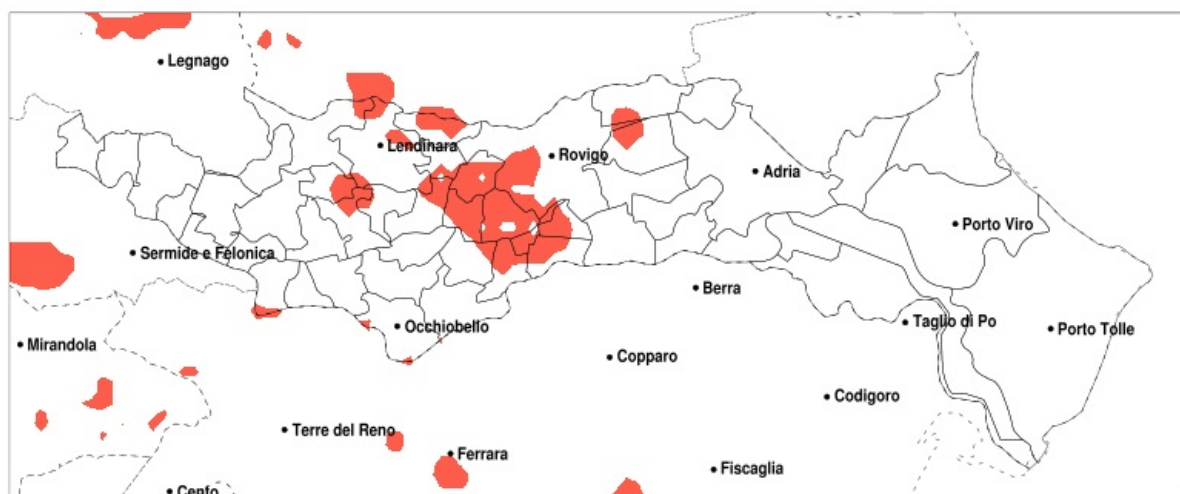 Legnago
Lendinara
Rovigo
Adria
Porto Viro
Sermide e Felonica
Berra
Occhiobello
Taglio di Po
Porto Tolle
Mirandola
Copparo
Codigoro
Terre del Reno
Ferrara
Fiscaglia
Cento